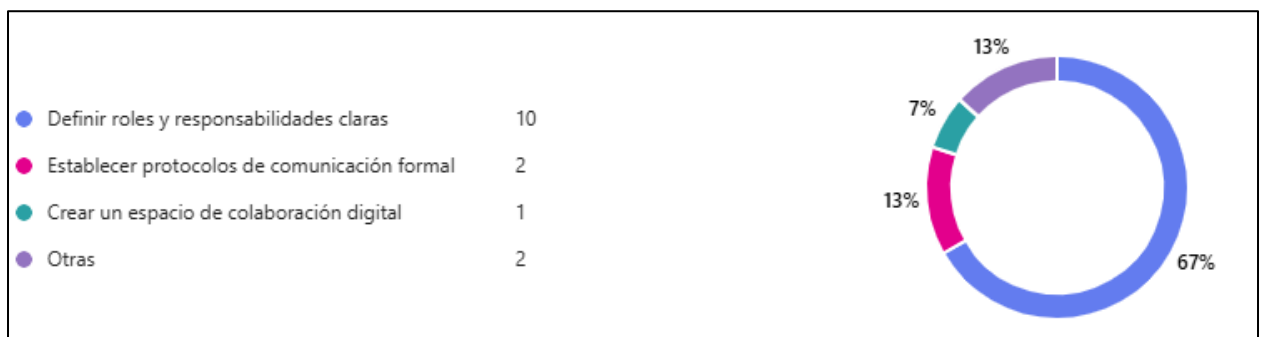 Definir roles y responsabilidades claras 10
Establecer protocolos de comunicación formal 2
Crear un espacio de colaboración digital 1
Otras 2
13%
7%
13%
67%